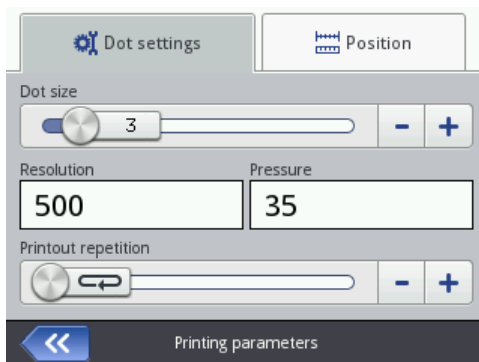 Dot settings
Position
Dot size
3
Resolution
Pressure
500
35
Printout repetition
Printing parameters